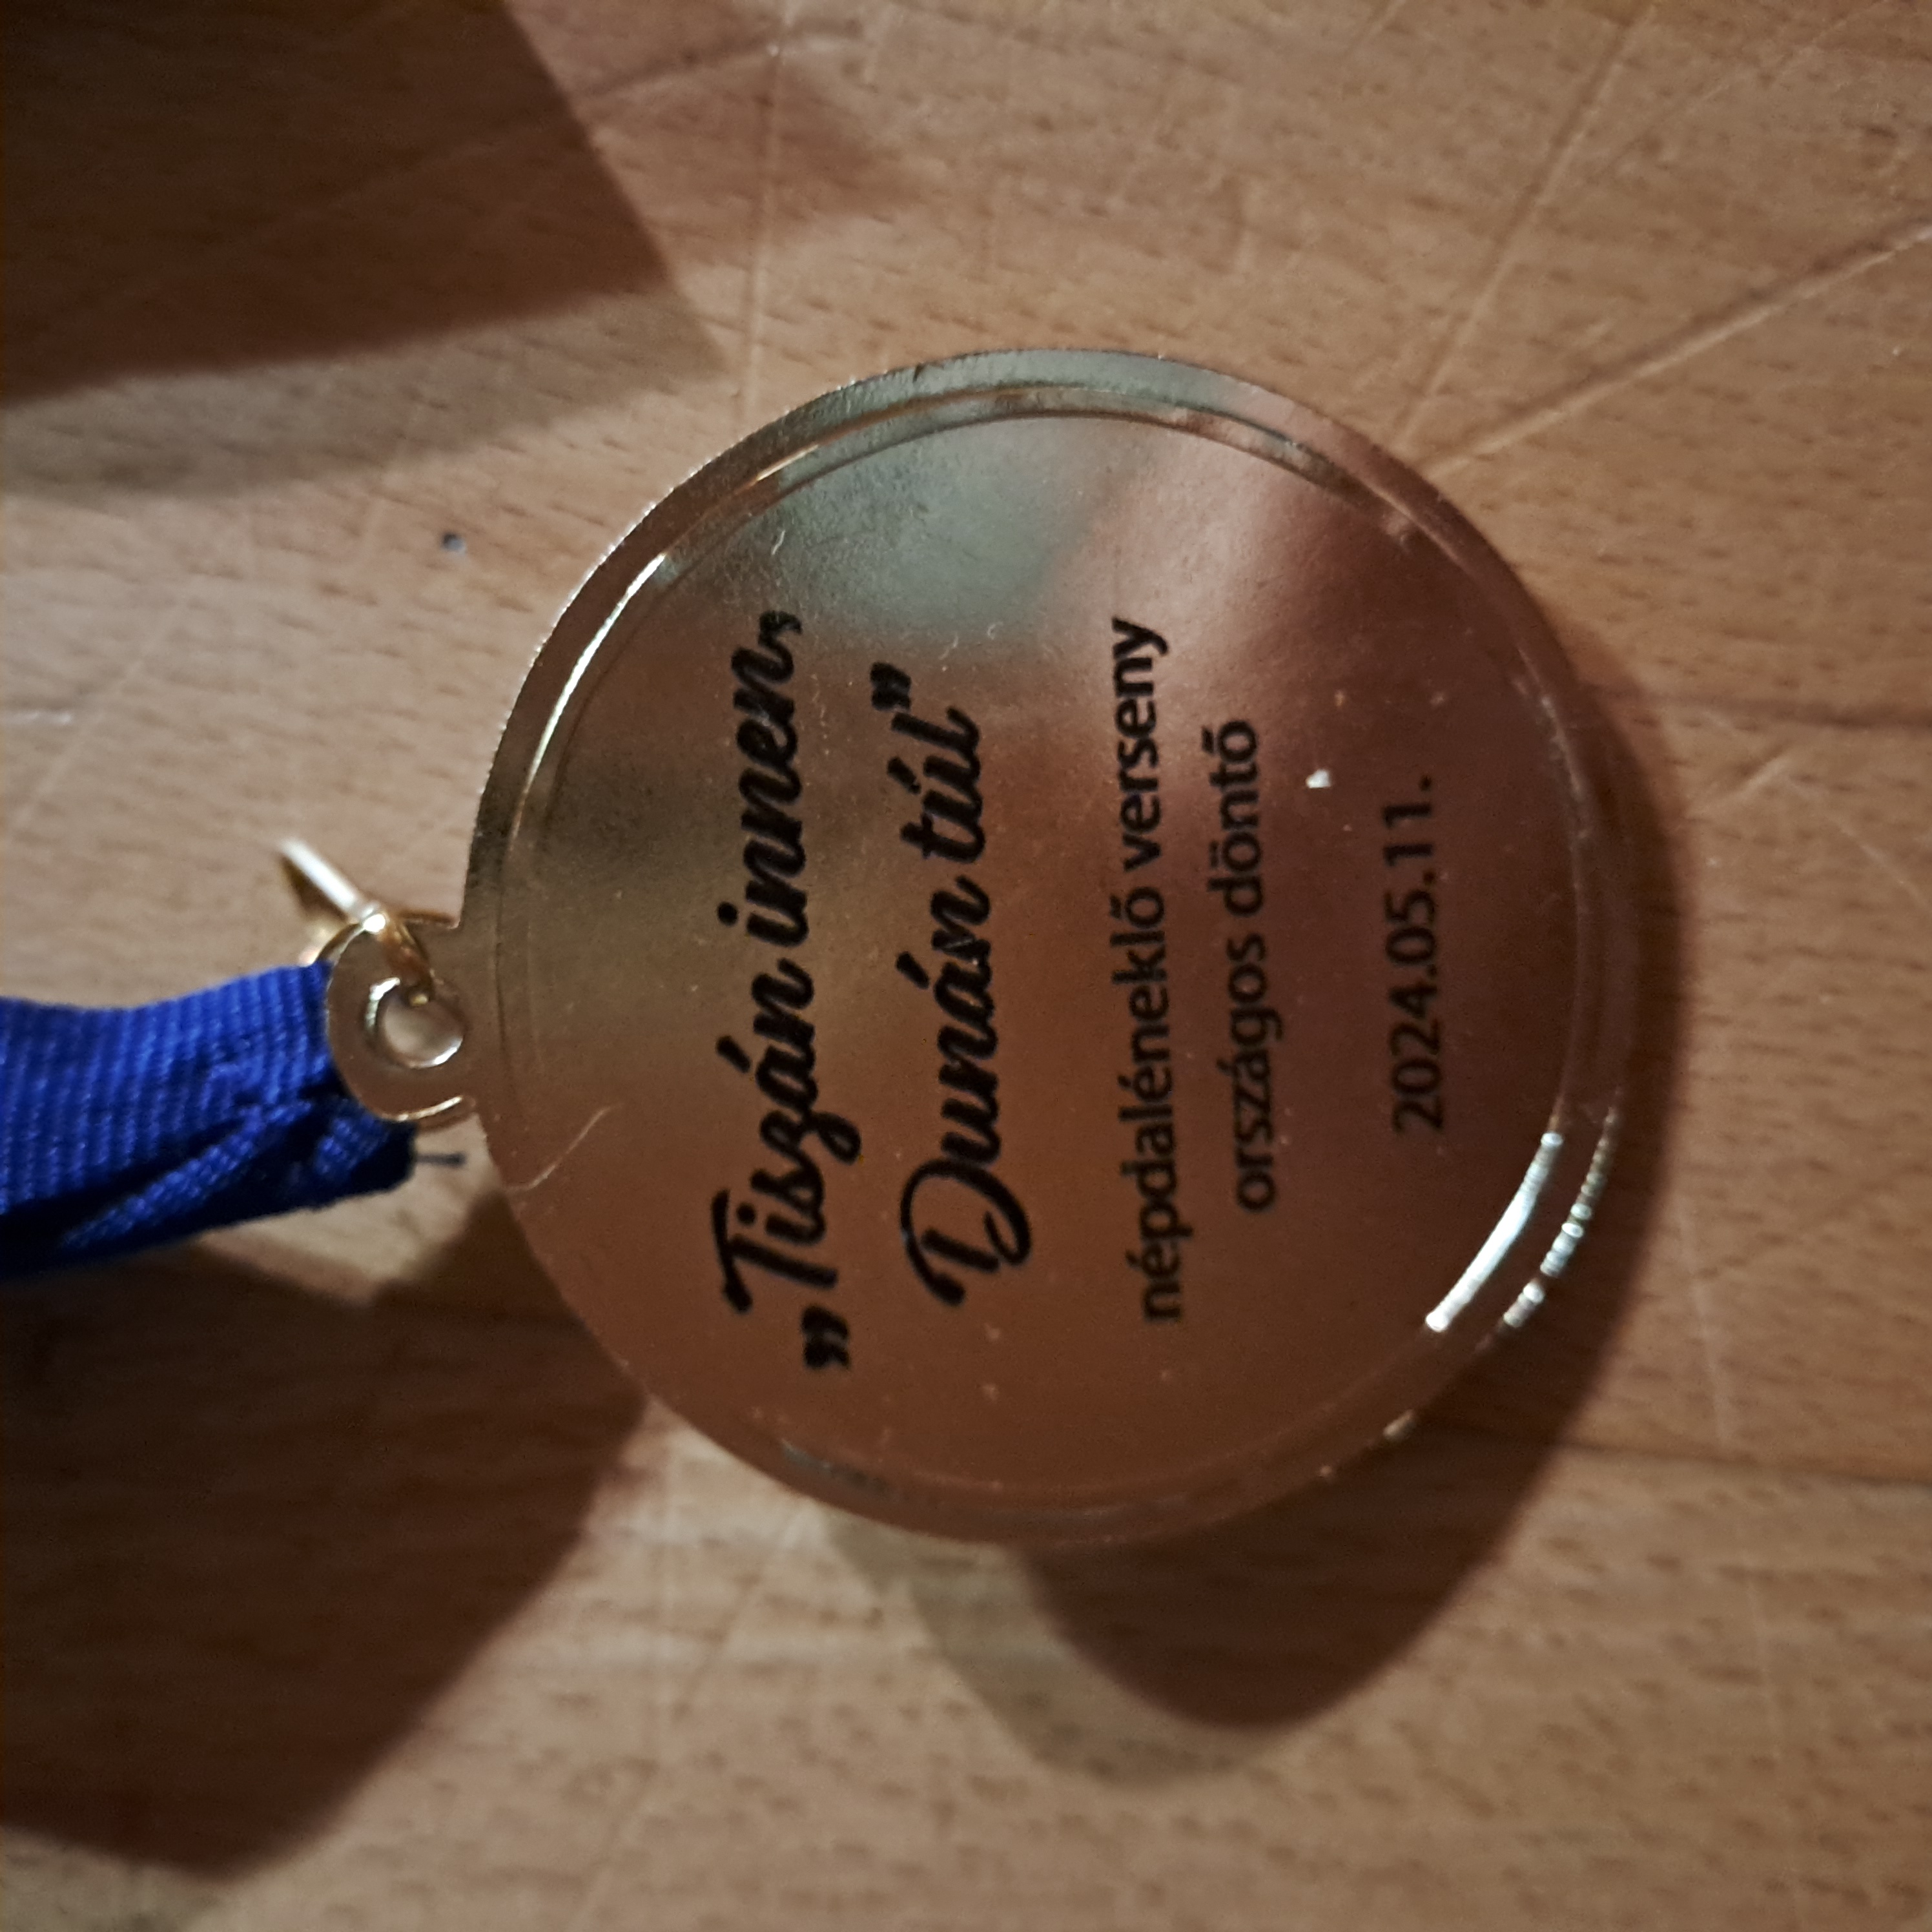 „Tiszán innen,
Dunán túl”
népdaléneklő verseny
országos döntő
2024.05.11.